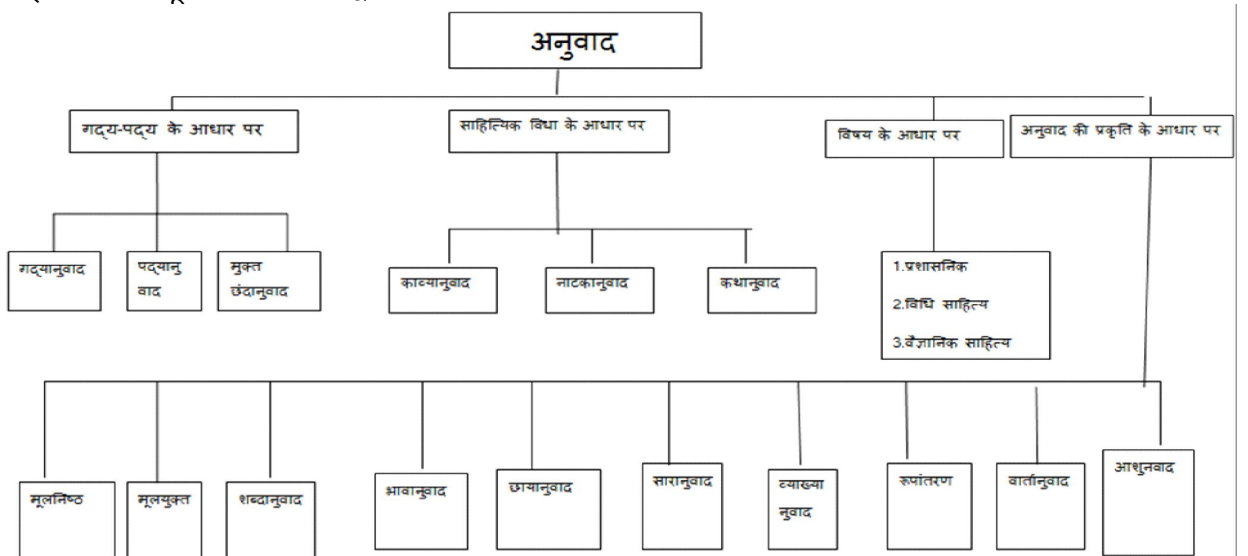 अनुवाद
गद्य-पद्य के आधार पर
साहित्यिक विधा के आधार पर
विषय के आधार पर
अनुवाद की प्रकृति के आधार पर
गद्यानुवाद
पद्यानु
वाद
मुक्त
छंदानुवाद
काव्यानुवाद
नाटकानुवाद
कथानुवाद
1.प्रशासनिक
2.विधि साहित्य
3.वैज्ञानिक साहित्य
मूलनिष्ठ
मूलयुक्त
शब्दानुवाद
भावानुवाद
छायानुवाद
सारानुवाद
व्याख्या
नुवाद
रूपांतरण
वार्तानुवाद
आशुनवाद